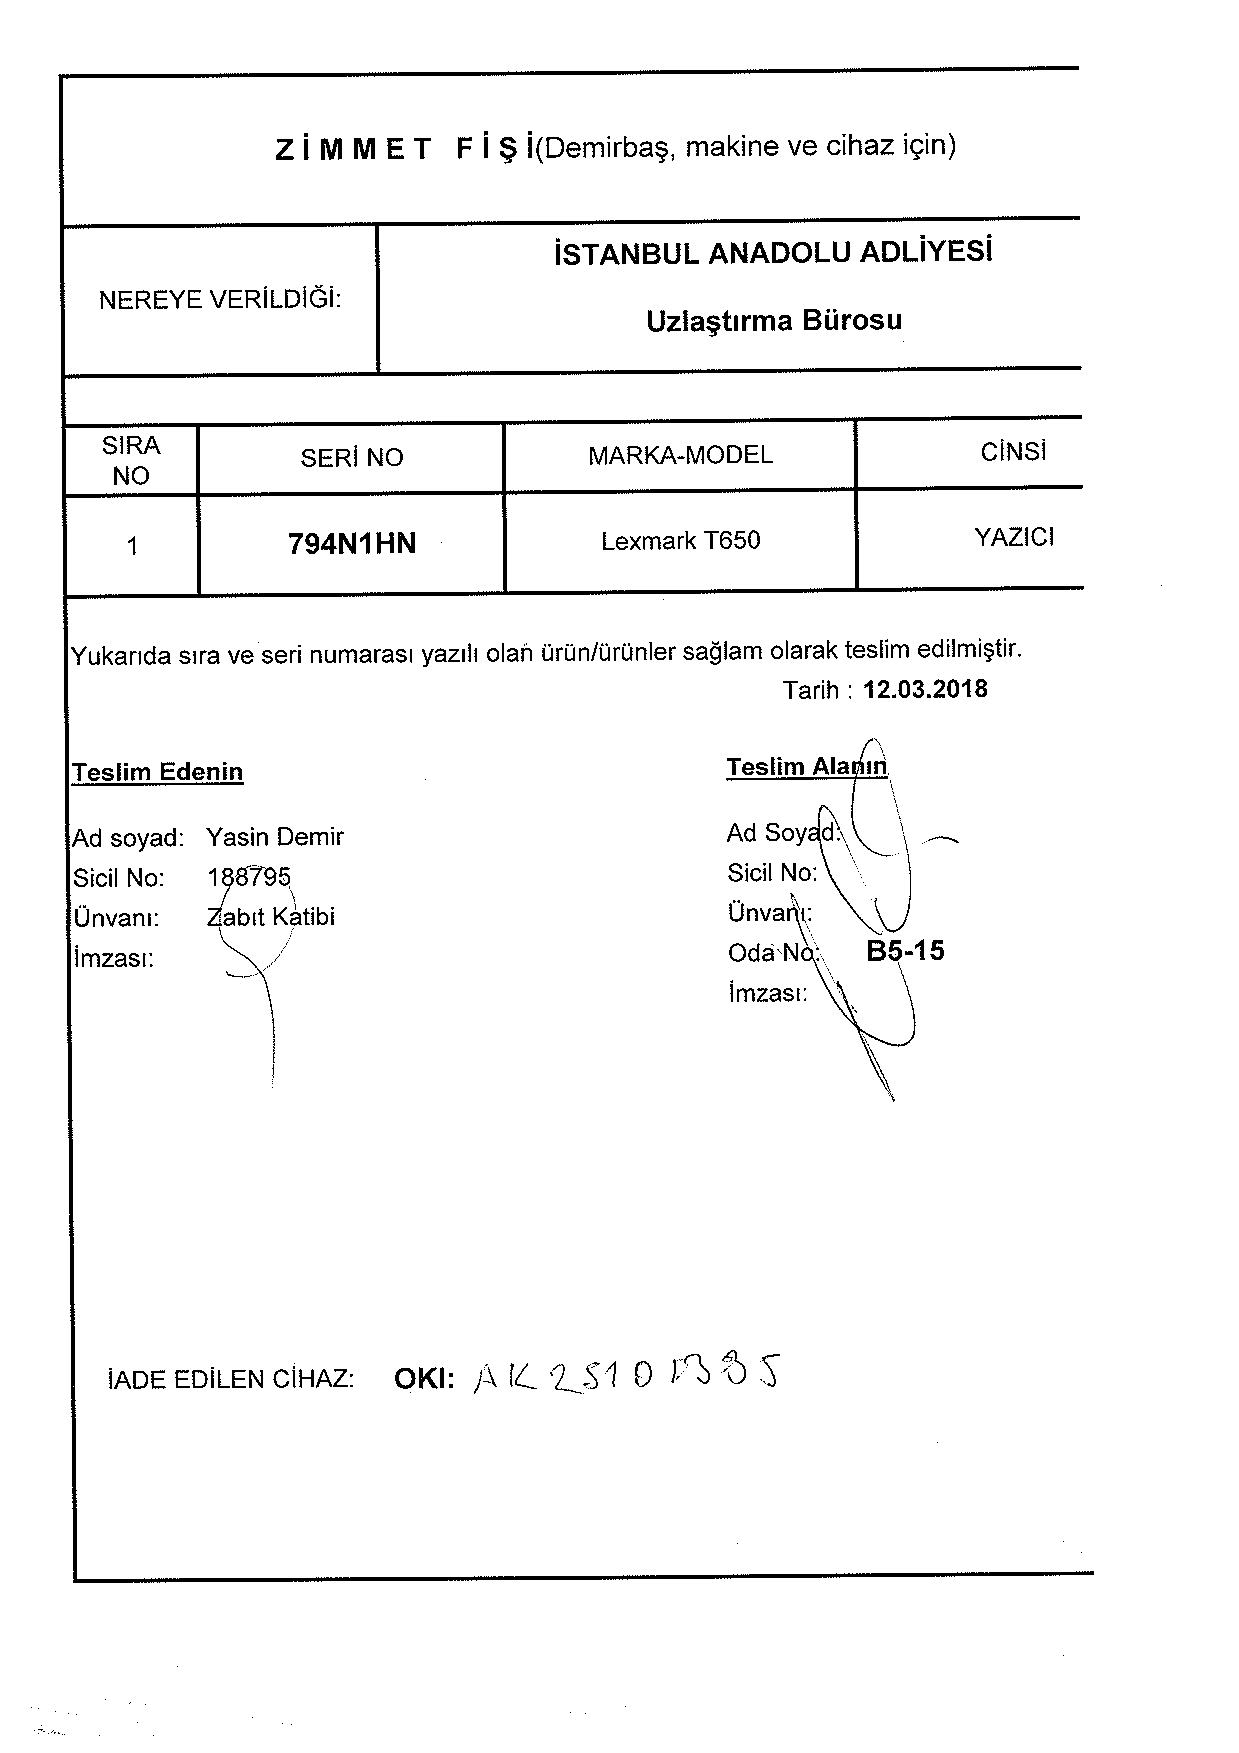 ZİMMET FİŞİ(Demirbaş, makine ve cihaz için)
NEREYE VERİLDİĞİ:
İSTANBUL ANADOLU ADLİYESİ
Uzlaştırma Bürosu
SIRA NO SERİ NO MARKA-MODEL CİNSİ
1 794N1HN Lexmark T650 YAZICI
Yukarıda sıra ve seri numarası yazılı olan ürün/ürünler sağlam olarak teslim edilmiştir.
Tarih : 12.03.2018
Teslim Edenin
Ad soyad: Yasin Demir
Sicil No: 188795
Ünvanı: Zabıt Katibi
İmzası:
Teslim Alanın
Ad Soyad:
Sicil No:
Ünvanı:
Oda No: B5-15
İmzası:
İADE EDİLEN CİHAZ: OKI: